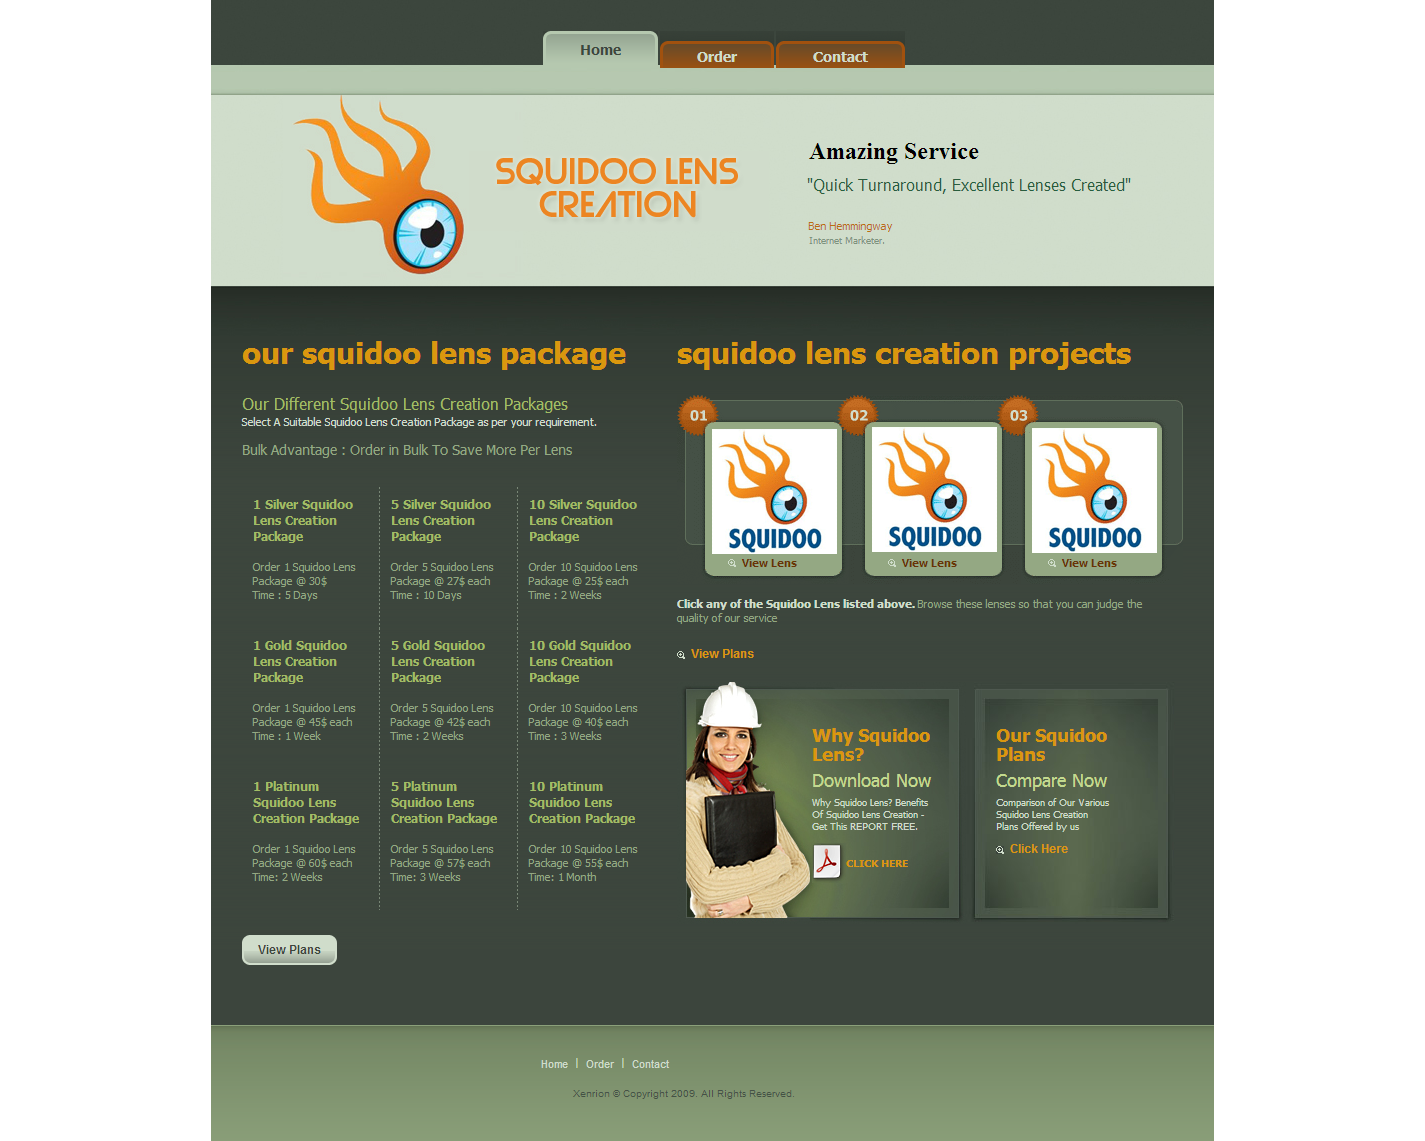 Home
Order
Contact
SQUIDOO LENS
CREATION
Amazing Service
"Quick Turnaround, Excellent Lenses Created"
Ben Hemmingway
Internet Marketer.
our squidoo lens package
Our Different Squidoo Lens Creation Packages
Select A Suitable Squidoo Lens Creation Package as per your requirement.
Bulk Advantage : Order in Bulk To Save More Per Lens
1 Silver Squidoo
Lens Creation
Package
Order 1 Squidoo Lens
Package @ 30$
Time : 5 Days
5 Silver Squidoo
Lens Creation
Package
Order 5 Squidoo Lens
Package @ 27$ each
Time : 10 Days
10 Silver Squidoo
Lens Creation
Package
Order 10 Squidoo Lens
Package @ 25$ each
Time : 2 Weeks
1 Gold Squidoo
Lens Creation
Package
Order 1 Squidoo Lens
Package @ 45$ each
Time : 1 Week
5 Gold Squidoo
Lens Creation
Package
Order 5 Squidoo Lens
Package @ 42$ each
Time : 2 Weeks
10 Gold Squidoo
Lens Creation
Package
Order 10 Squidoo Lens
Package @ 40$ each
Time : 3 Weeks
1 Platinum
Squidoo Lens
Creation Package
Order 1 Squidoo Lens
Package @ 60$ each
Time: 2 Weeks
5 Platinum
Squidoo Lens
Creation Package
Order 5 Squidoo Lens
Package @ 57$ each
Time: 3 Weeks
10 Platinum
Squidoo Lens
Creation Package
Order 10 Squidoo Lens
Package @ 55$ each
Time: 1 Month
View Plans
squidoo lens creation projects
01
SQUIDOO
View Lens
02
SQUIDOO
View Lens
03
SQUIDOO
View Lens
Click any of the Squidoo Lens listed above. Browse these lenses so that you can judge the
quality of our service
View Plans
Why Squidoo
Lens?
Download Now
Why Squidoo Lens? Benefits
Of Squidoo Lens Creation -
Get This REPORT FREE.
CLICK HERE
Our Squidoo
Plans
Compare Now
Comparison of Our Various
Squidoo Lens Creation
Plans Offered by us
Click Here
Home | Order | Contact
Xenrion © Copyright 2009. All Rights Reserved.